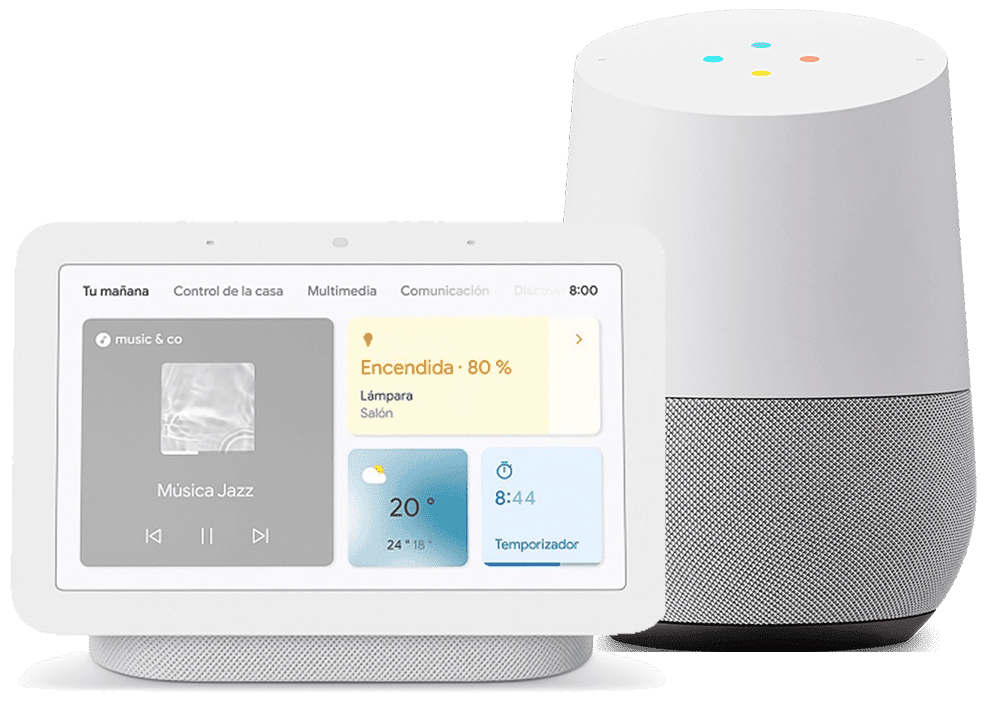 Tu mañana Control de la casa Multimedia Comunicación Discover 8:00
music & co
Música Jazz
Encendida · 80 %
Lámpara
Salón
20 °
24 ° 18 °
8:44
Temporizador